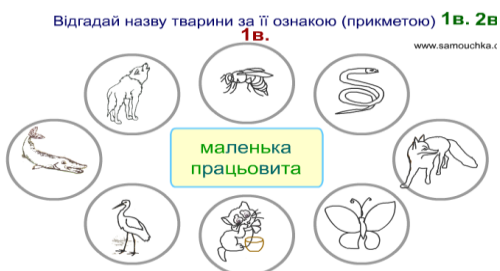 Відгадай назву тварини за її ознакою (прикметою) 1в. 2в
1в.
www.samouchka.c
маленька
працьовита